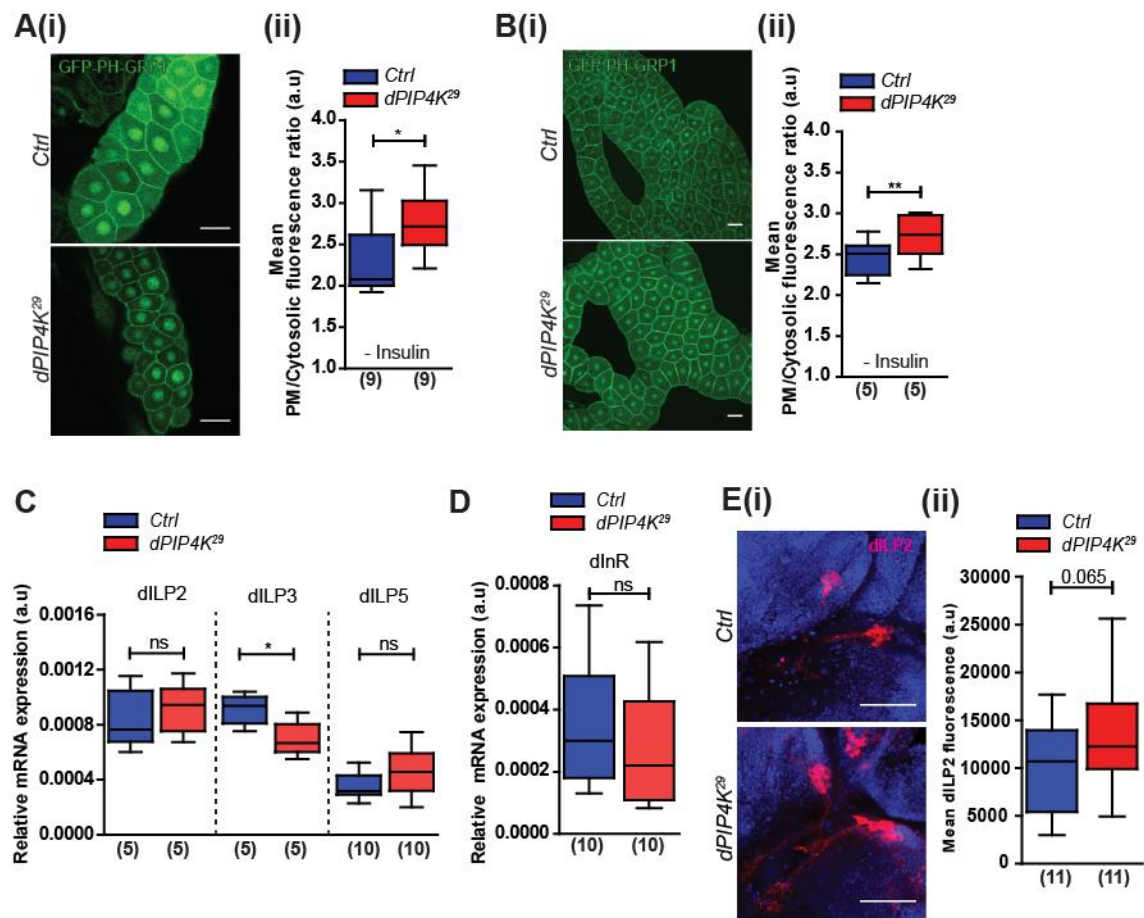 A(i)
GFP-PH-GRP1
Ctrl
dPIP4K²⁹
(ii)
Ctrl
dPIP4K²⁹
Mean
PM/Cytosolic fluorescence ratio (a.u)
4.0
3.5
3.0
2.5
2.0
1.5
1.0
*
- Insulin
(9) (9)
B(i)
GFP-PH-GRP1
Ctrl
dPIP4K²⁹
(ii)
Ctrl
dPIP4K²⁹
Mean
PM/Cytosolic fluorescence ratio (a.u)
4.0
3.5
3.0
2.5
2.0
1.5
1.0
**
- Insulin
(5) (5)
C
Ctrl
dPIP4K²⁹
Relative mRNA expression (a.u)
0.0016
0.0012
0.0008
0.0004
0.0000
dILP2 dILP3 dILP5
ns * ns
(5) (5) (5) (5) (10) (10)
D
Ctrl
dPIP4K²⁹
dInR
Relative mRNA expression (a.u)
0.0008
0.0006
0.0004
0.0002
0.0000
ns
(10) (10)
E(i)
dILP2
Ctrl
dPIP4K²⁹
(ii)
Ctrl
dPIP4K²⁹
Mean dILP2 fluorescence (a.u)
30000
25000
20000
15000
10000
5000
0
0.065
(11) (11)